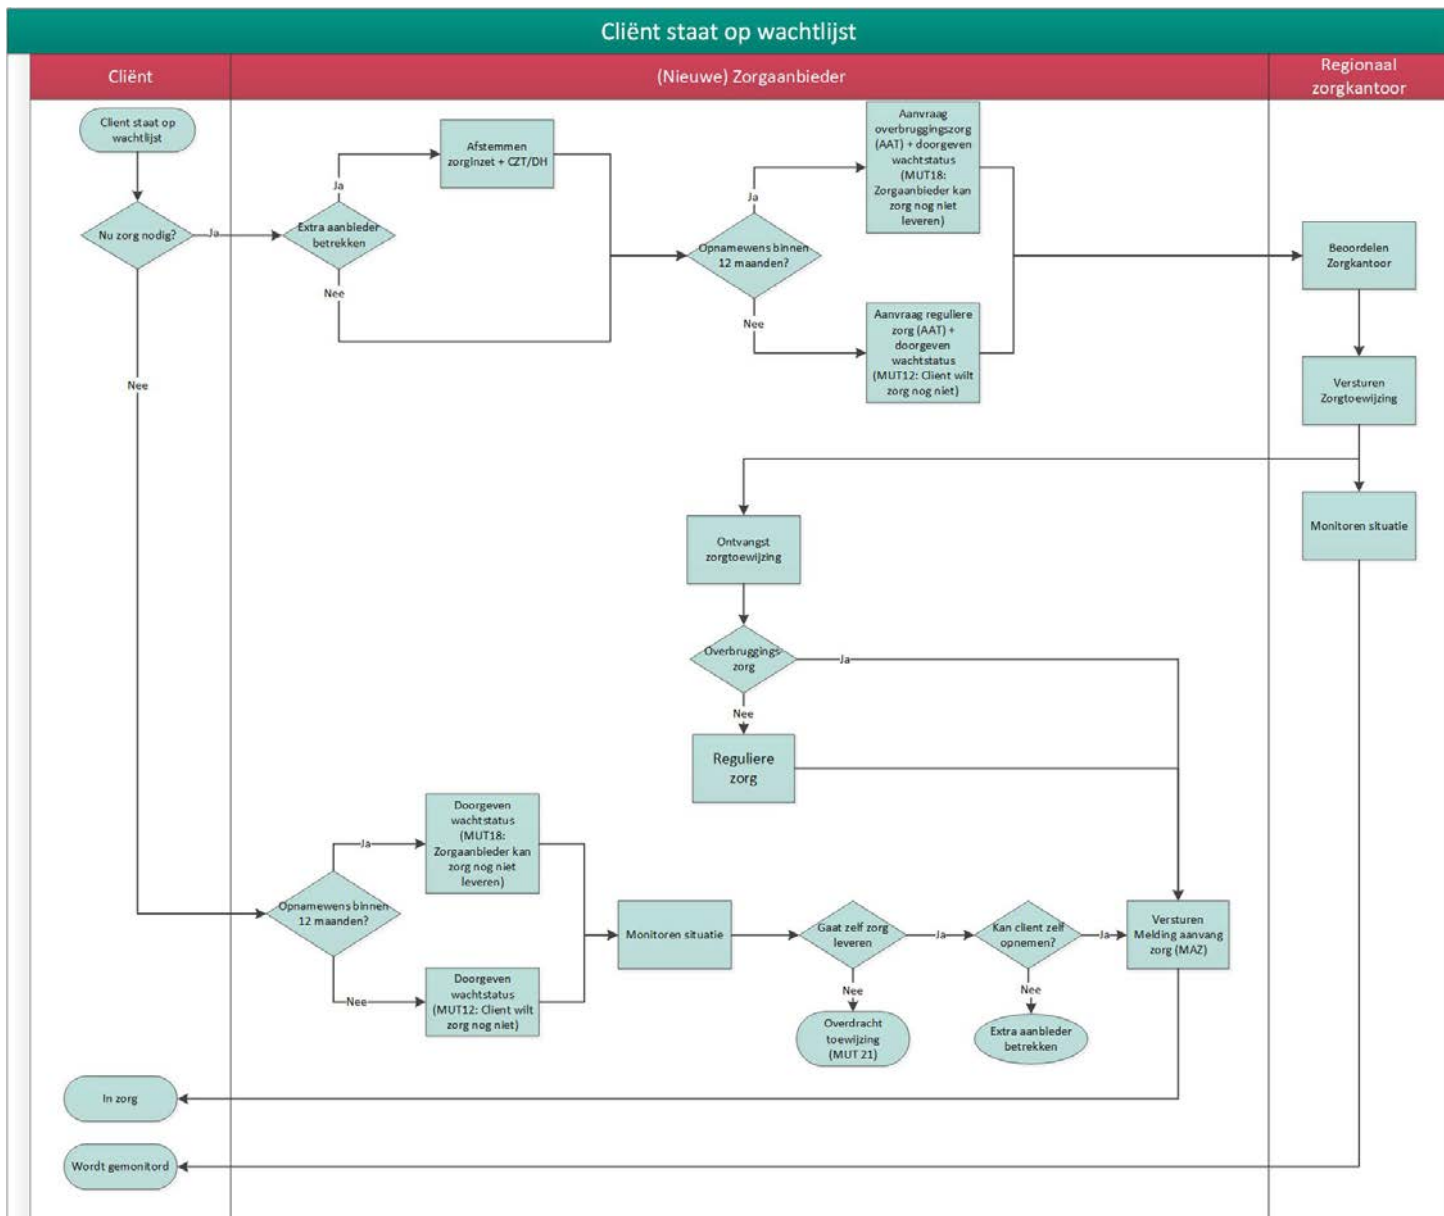 Cliënt staat op wachtlijst
Cliënt
(Nieuwe) Zorgaanbieder
Regionaal
zorgkantoor
Client staat op
wachtlijst
Nu zorg nodig?
Ja
Nee
Extra aanbieder
betrekken
Ja
Nee
Afstemmen
zorginzet + CZT/DH
Opnamewens binnen
12 maanden?
Ja
Nee
Aanvraag
overbruggingszorg
(AAT) + doorgeven
wachtstatus
(MUT18:
Zorgaanbieder kan
zorg nog niet
leveren)
Aanvraag reguliere
zorg (AAT) +
doorgeven
wachtstatus
(MUT12: Client wilt
zorg nog niet)
Beoordelen
Zorgkantoor
Versturen
Zorgtoewijzing
Monitoren situatie
Ontvangst
zorgtoewijzing
Overbruggings
zorg
Ja
Nee
Reguliere
zorg
Opnamewens binnen
12 maanden?
Ja
Nee
Doorgeven
wachtstatus
(MUT18:
Zorgaanbieder kan
zorg nog niet
leveren)
Doorgeven
wachtstatus
(MUT12: Client wilt
zorg nog niet)
Monitoren situatie
Gaat zelf zorg
leveren
Ja
Nee
Overdracht
toewijzing
(MUT 21)
Kan client zelf
opnemen?
Ja
Nee
Extra aanbieder
betrekken
Versturen
Melding aanvang
zorg (MAZ)
In zorg
Wordt gemonitord